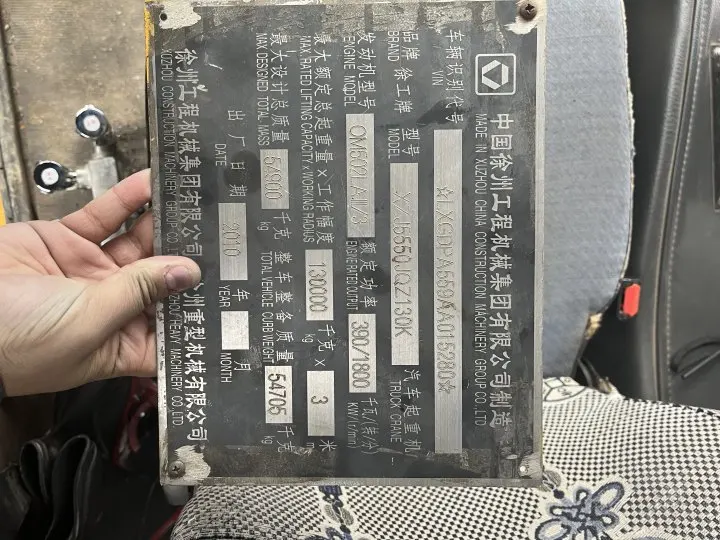 中国徐州工程机械集团有限公司制造
MADE IN XUZHOU CHINA CONSTRUCTION MACHINERY GROUP CO.,LTD
车辆识别代号 ☆LXGDPA559AA015280☆
VIN
品牌 徐工牌 型号 XZJ5550JQZ130K 汽车起重机
BRAND MODEL TRUCK CRANE
发动机型号 额定功率 390/1800 千瓦/(转/分)
ENGINE MODEL ENGINE RATED OUTPUT KW/(r/min)
最大额定总起重量×工作幅度 130000 千克 × 3 米
MAX.RATED LIFTING CAPACITY×WORKING RADIUS kg m
最大设计总质量 54900 千克 整车整备质量 54705 千克
MAX.DESIGNED TOTAL MASS kg TOTAL VEHICLE CURB WEIGHT kg
出厂日期 2010 年 月
DATE YEAR MONTH
徐州工程机械集团有限公司 徐州重型机械有限公司
XUZHOU CONSTRUCTION MACHINERY GROUP CO.,LTD XUZHOU HEAVY MACHINERY CO.,LTD